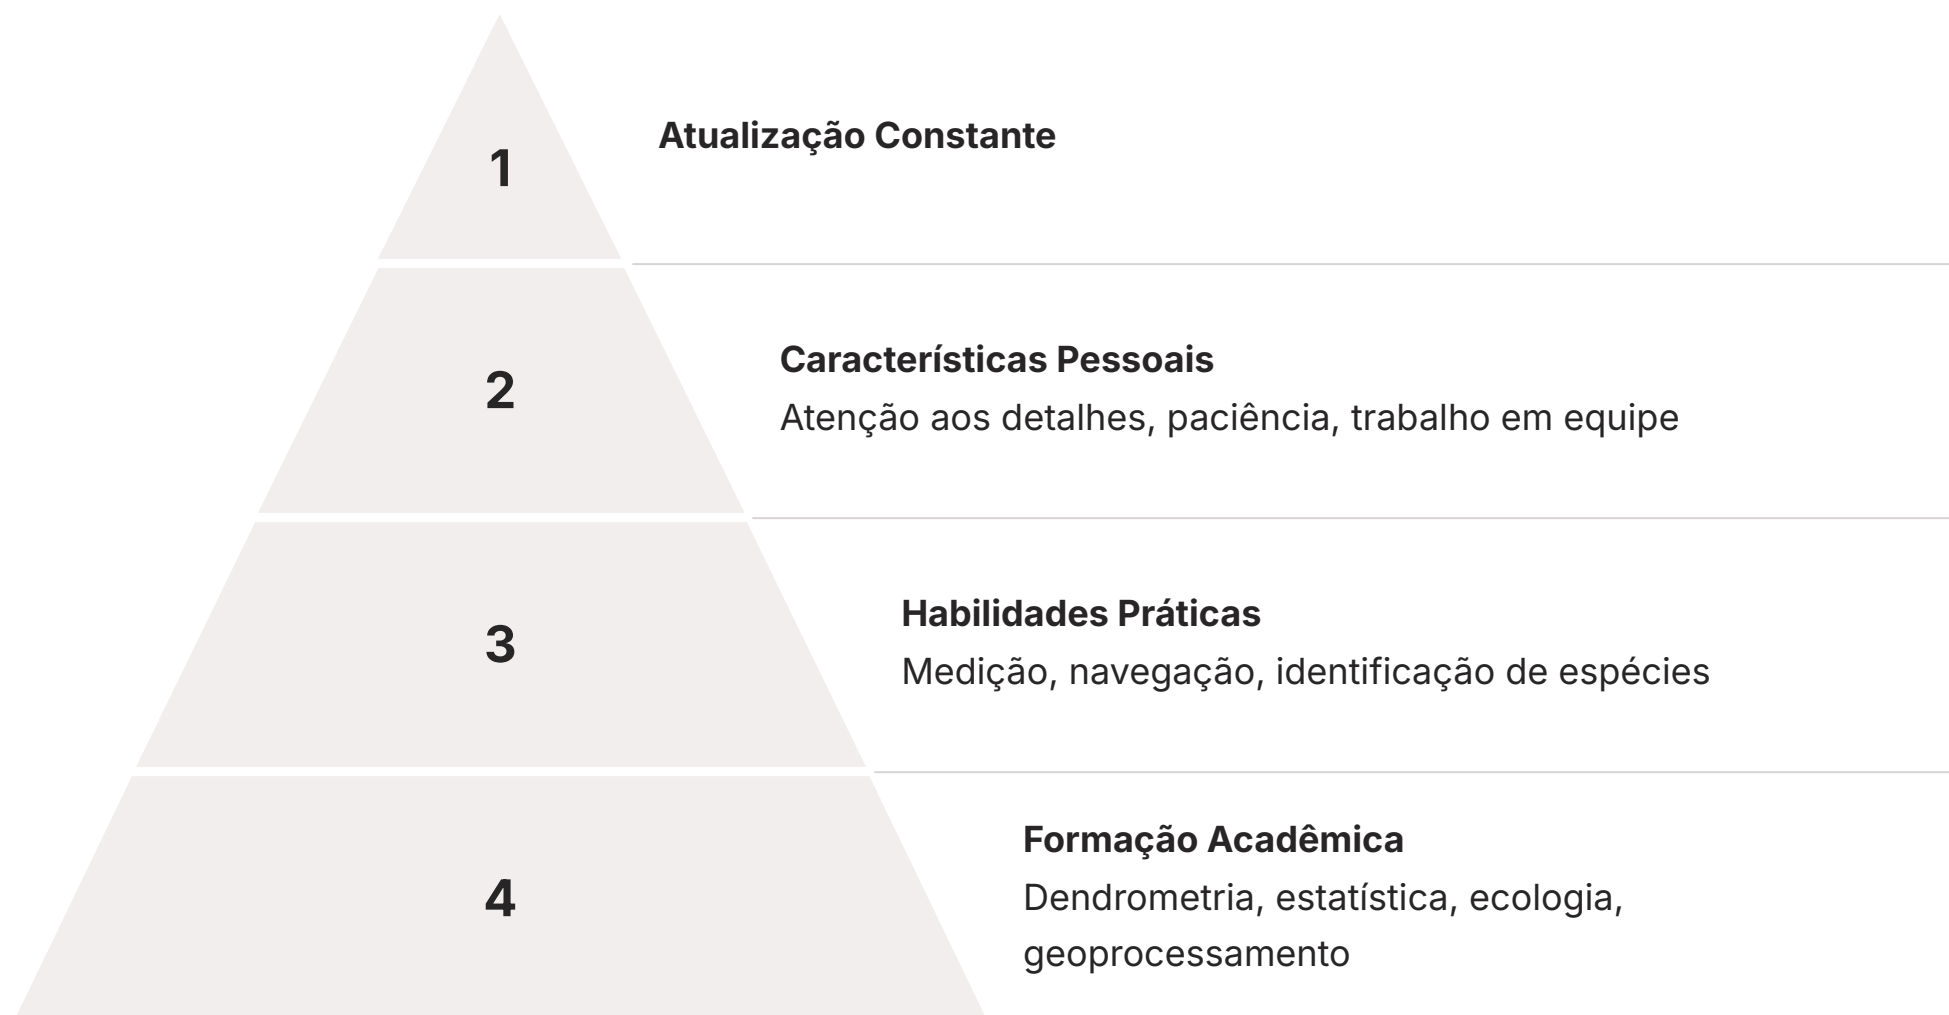 1
Atualização Constante
2
Características Pessoais
Atenção aos detalhes, paciência, trabalho em equipe
3
Habilidades Práticas
Medição, navegação, identificação de espécies
4
Formação Acadêmica
Dendrometria, estatística, ecologia,
geoprocessamento